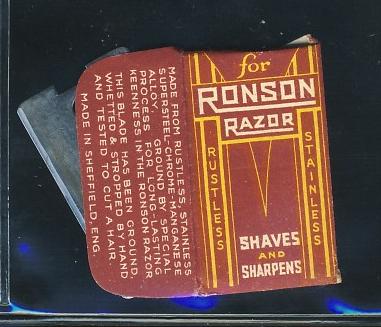 for
RONSON
RAZOR
RUSTLESS
STAINLESS
SHAVES
AND
SHARPENS
MADE FROM RUSTLESS, STAINLESS
SUPERSTEEL-CHROME-MANGANESE
ALLOY. GROUND BY SPECIAL
PROCESS FOR LONG-LASTING
KEENNESS IN THE RONSON RAZOR
THIS BLADE HAS BEEN GROUND,
WHETTED & STROPPED BY HAND
AND TESTED TO CUT A HAIR.
MADE IN SHEFFIELD, ENG.